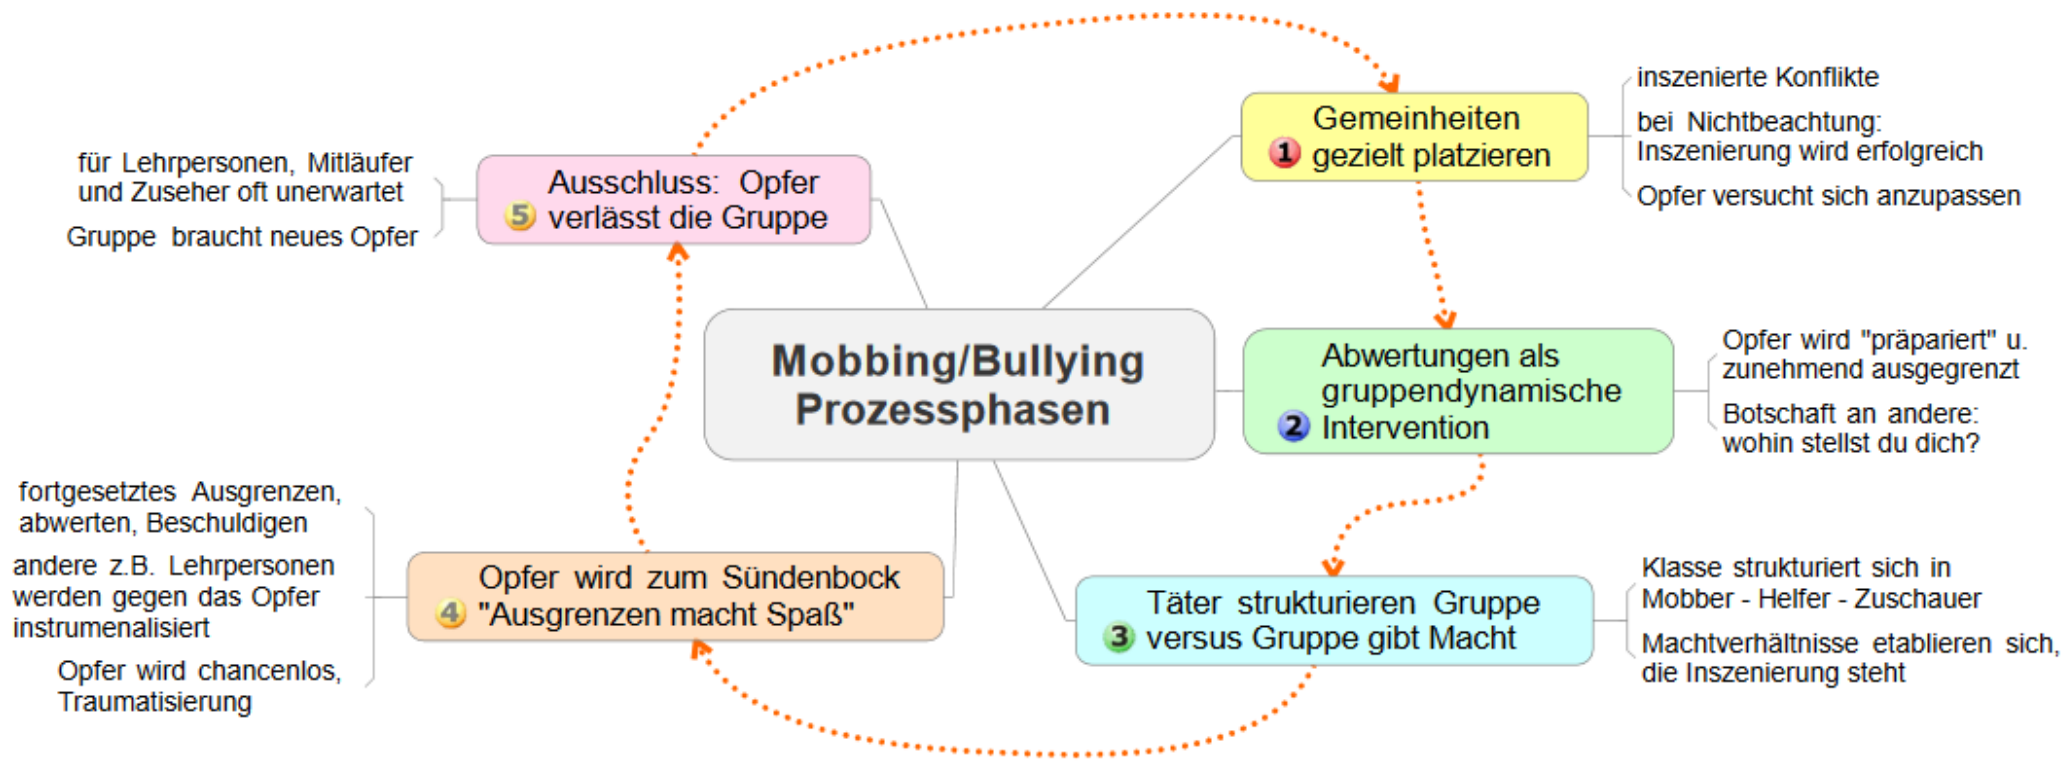 Mobbing/Bullying
Prozessphasen
Gemeinheiten
1 gezielt platzieren
inszenierte Konflikte
bei Nichtbeachtung:
Inszenierung wird erfolgreich
Opfer versucht sich anzupassen
Abwertungen als
gruppendynamische
2 Intervention
Opfer wird "präpariert" u.
zunehmend ausgegrenzt
Botschaft an andere:
wohin stellst du dich?
Täter strukturieren Gruppe
3 versus Gruppe gibt Macht
Klasse strukturiert sich in
Mobber - Helfer - Zuschauer
Machtverhältnisse etablieren sich,
die Inszenierung steht
Opfer wird zum Sündenbock
4 "Ausgrenzen macht Spaß"
fortgesetztes Ausgrenzen,
abwerten, Beschuldigen
andere z.B. Lehrpersonen
werden gegen das Opfer
instrumenalisiert
Opfer wird chancenlos,
Traumatisierung
Ausschluss: Opfer
5 verlässt die Gruppe
für Lehrpersonen, Mitläufer
und Zuseher oft unerwartet
Gruppe braucht neues Opfer